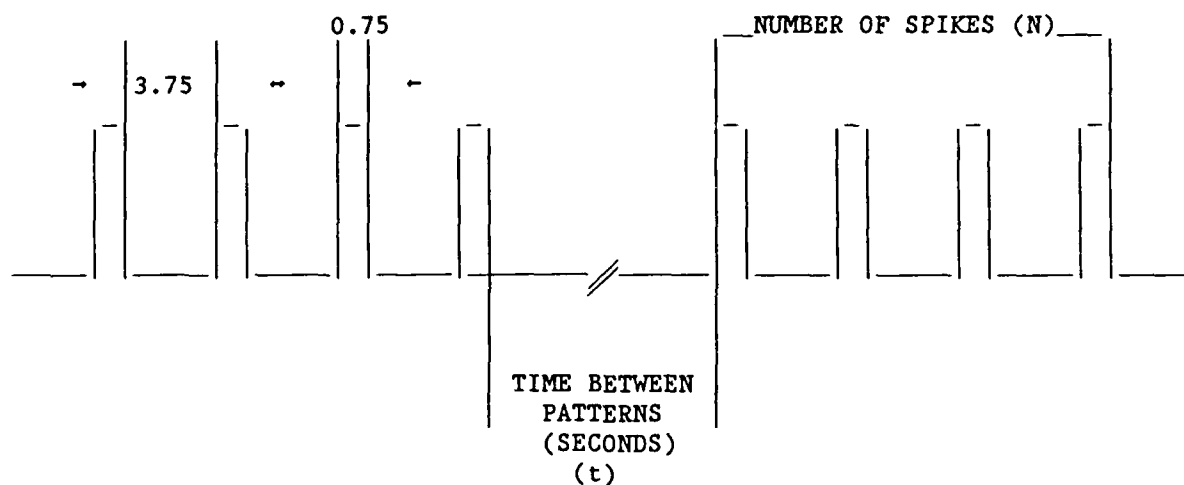 0.75
NUMBER OF SPIKES (N)
3.75
TIME BETWEEN
PATTERNS
(SECONDS)
(t)